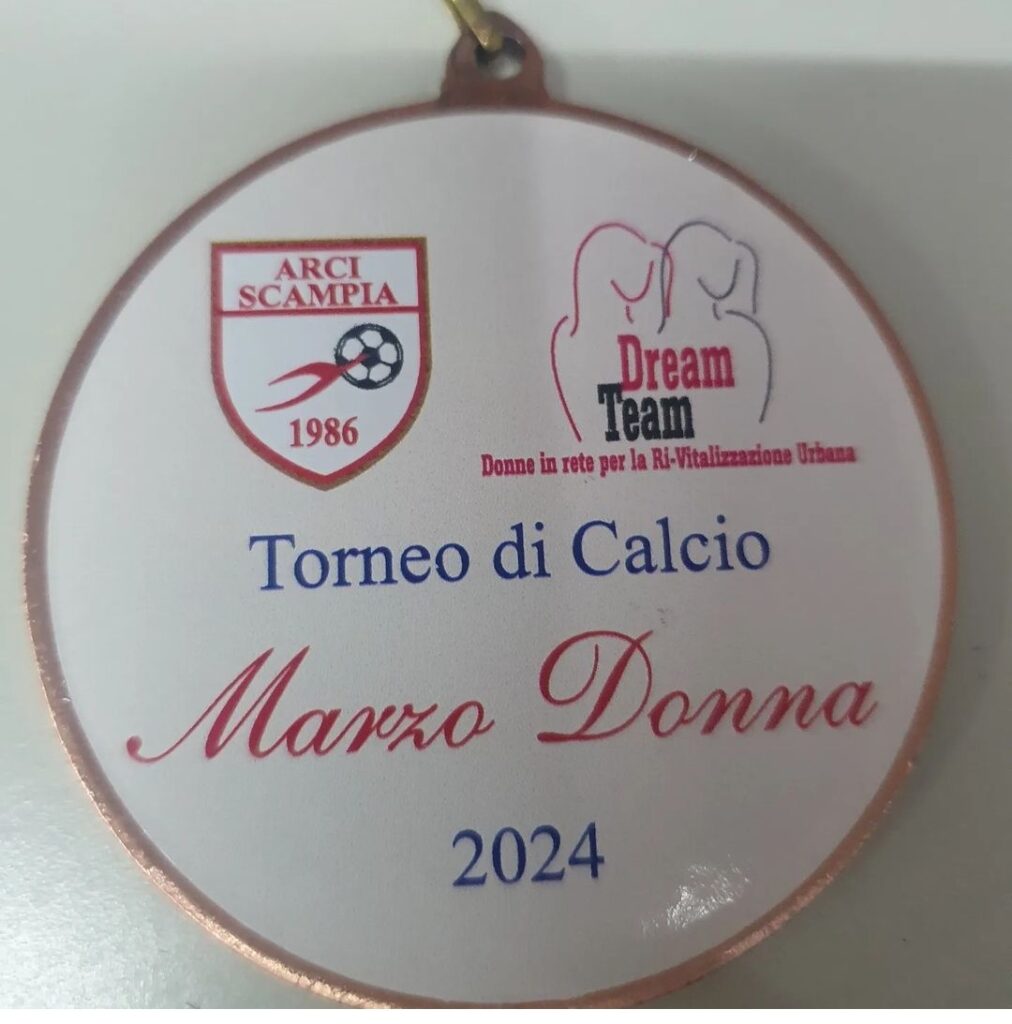 ARCI
SCAMPIA
1986
Dream
Team
Donne in rete per la Ri-Vitalizzazione Urbana
Torneo di Calcio
Marzo Donna
2024